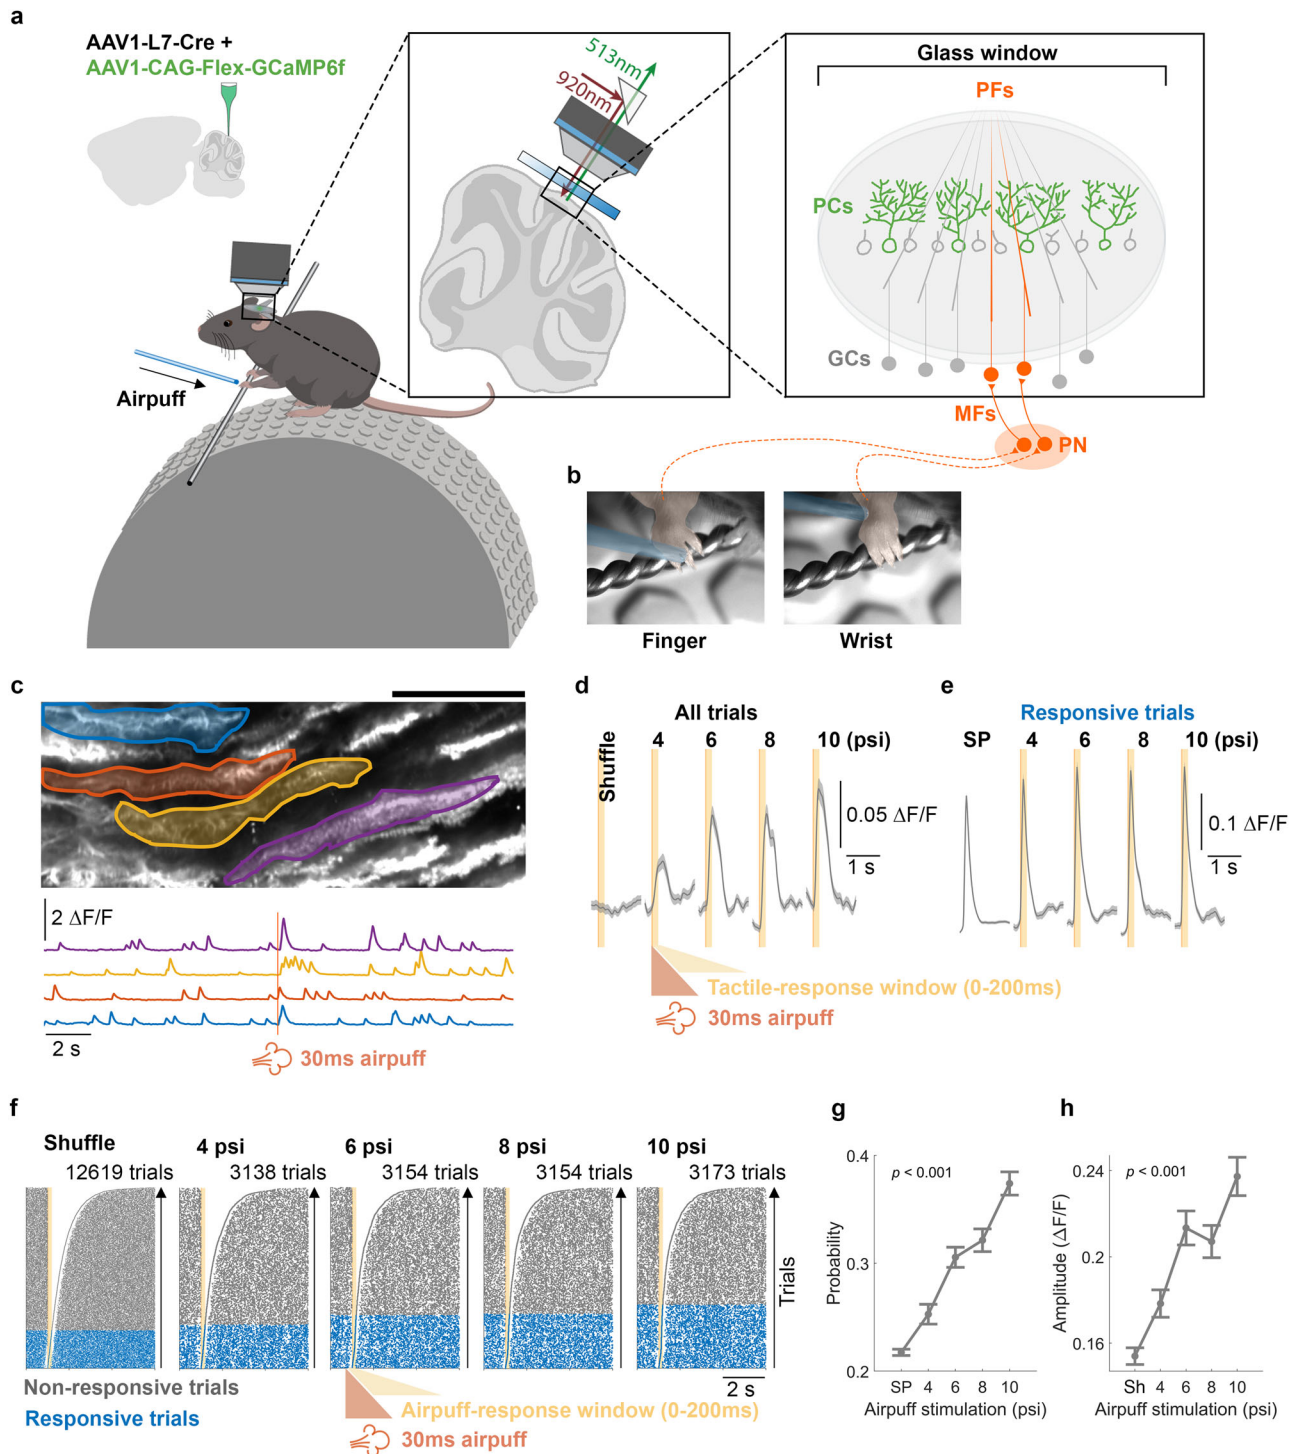 a
AAV1-L7-Cre +
AAV1-CAG-Flex-GCaMP6f
Airpuff
513nm
920nm
Glass window
PFs
PCs
GCs
MFs
PN
b
Finger
Wrist
c
2 ΔF/F
2 s
30ms airpuff
d
All trials
Shuffle
4
6
8
10 (psi)
0.05 ΔF/F
1 s
Tactile-response window (0-200ms)
30ms airpuff
e
Responsive trials
SP
4
6
8
10 (psi)
0.1 ΔF/F
1 s
f
Shuffle
12619 trials
4 psi
3138 trials
6 psi
3154 trials
8 psi
3154 trials
10 psi
3173 trials
Trials
2 s
Non-responsive trials
Responsive trials
Airpuff-response window (0-200ms)
30ms airpuff
g
p < 0.001
0.4
0.3
0.2
Probability
SP 4 6 8 10
Airpuff stimulation (psi)
h
p < 0.001
0.24
0.2
0.16
Amplitude (ΔF/F)
Sh 4 6 8 10
Airpuff stimulation (psi)